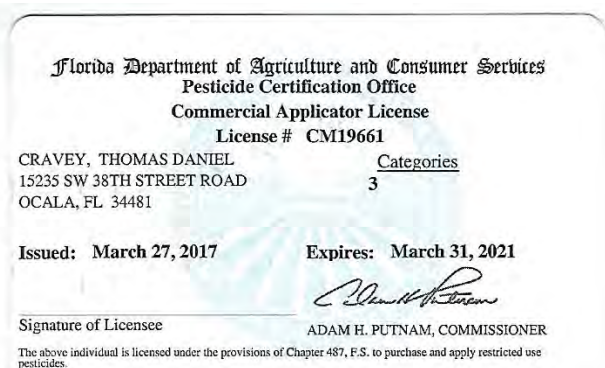 Florida Department of Agriculture and Consumer Services
Pesticide Certification Office
Commercial Applicator License
License # CM19661
CRAVEY, THOMAS DANIEL
15235 SW 38TH STREET ROAD
OCALA, FL 34481
Categories
3
Issued: March 27, 2017
Expires: March 31, 2021
Signature of Licensee
ADAM H. PUTNAM, COMMISSIONER
The above individual is licensed under the provisions of Chapter 487, F.S. to purchase and apply restricted use
pesticides.